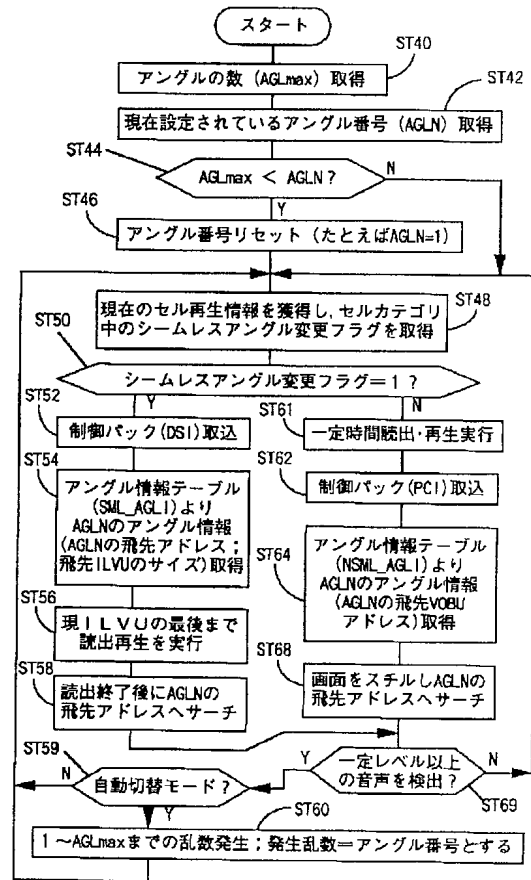 スタート
ST40
アングルの数 (AGLmax) 取得
ST42
現在設定されているアングル番号 (AGLN) 取得
ST44
AGLmax < AGLN ?
N
Y
ST46
アングル番号リセット (たとえばAGLN=1)
現在のセル再生情報を獲得し, セルカテゴリ
中のシームレスアングル変更フラグを取得
ST48
ST50
シームレスアングル変更フラグ=1 ?
Y
N
ST52
制御パック(DSI)取込
ST61
一定時間読出・再生実行
ST54
アングル情報テーブル
(SML_AGLI)より
AGLNのアングル情報
(AGLNの飛先アドレス;
飛先ILVUのサイズ)取得
ST62
制御パック(PCI)取込
ST64
アングル情報テーブル
(NSML_AGLI)より
AGLNのアングル情報
(AGLNの飛先VOBU
アドレス)取得
ST56
現ILVUの最後まで
読出再生を実行
ST58
読出終了後にAGLNの
飛先アドレスへサーチ
ST68
画面をスチルしAGLNの
飛先アドレスへサーチ
ST59
N
自動切替モード?
Y
Y
一定レベル以上
の音声を検出?
N
ST69
ST60
1〜AGLmaxまでの乱数発生;発生乱数=アングル番号とする